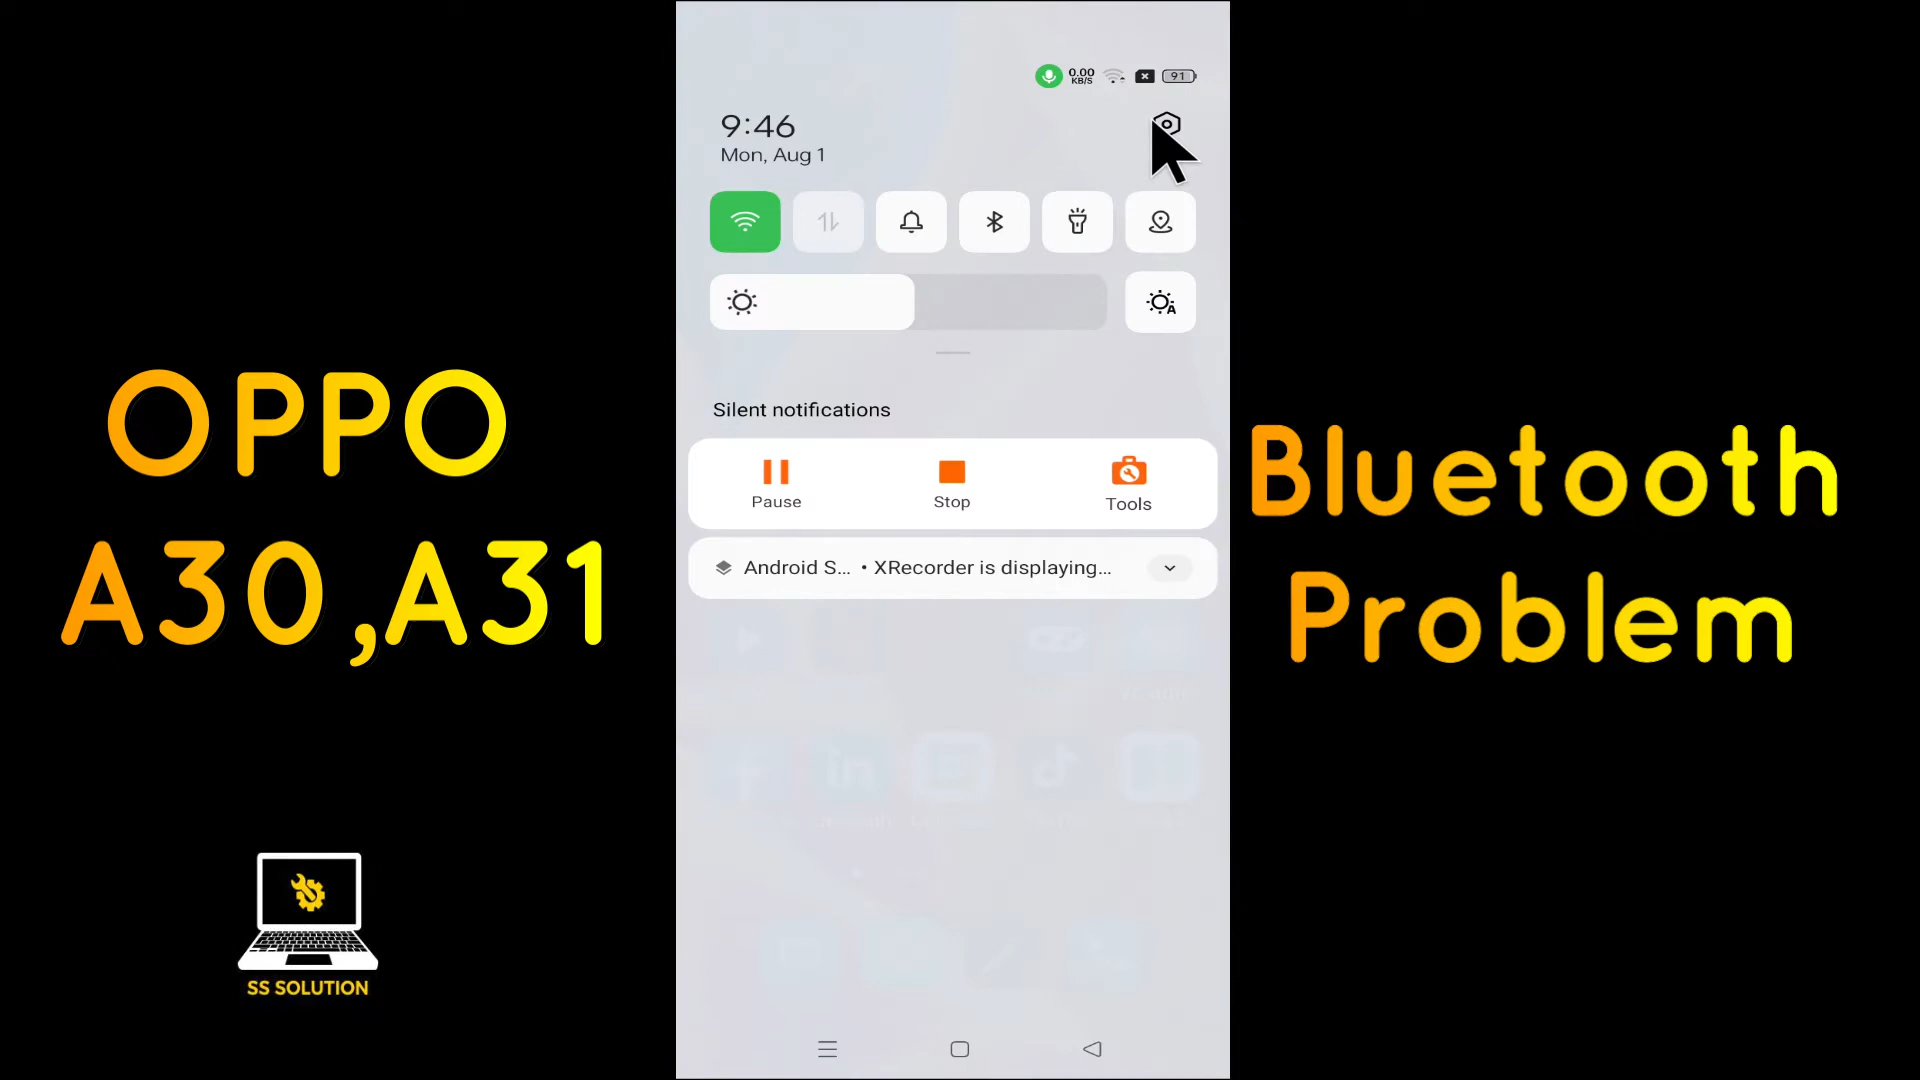 0.00
KB/S
91
9:46
Mon, Aug 1
A
Silent notifications
Pause
Stop
Tools
Android S... • XRecorder is displaying...
OPPO
A30,A31
Bluetooth
Problem
SS SOLUTION